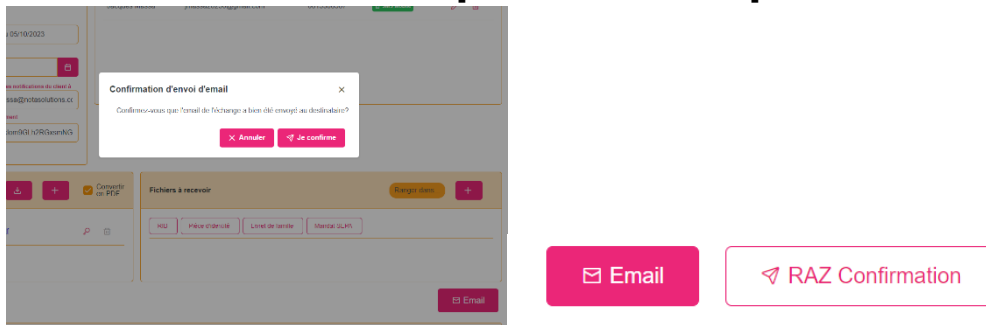 05/10/2023
Confirmation d'envoi d'email
Confirmez-vous que l'email de l'échange a bien été envoyé au destinataire?
Annuler
Je confirme
Convertir
en PDF
Fichiers à recevoir
Ranger dans
RIB
Pièce d'identité
Livret de famille
Mandat SEPA
Email
Email
RAZ Confirmation